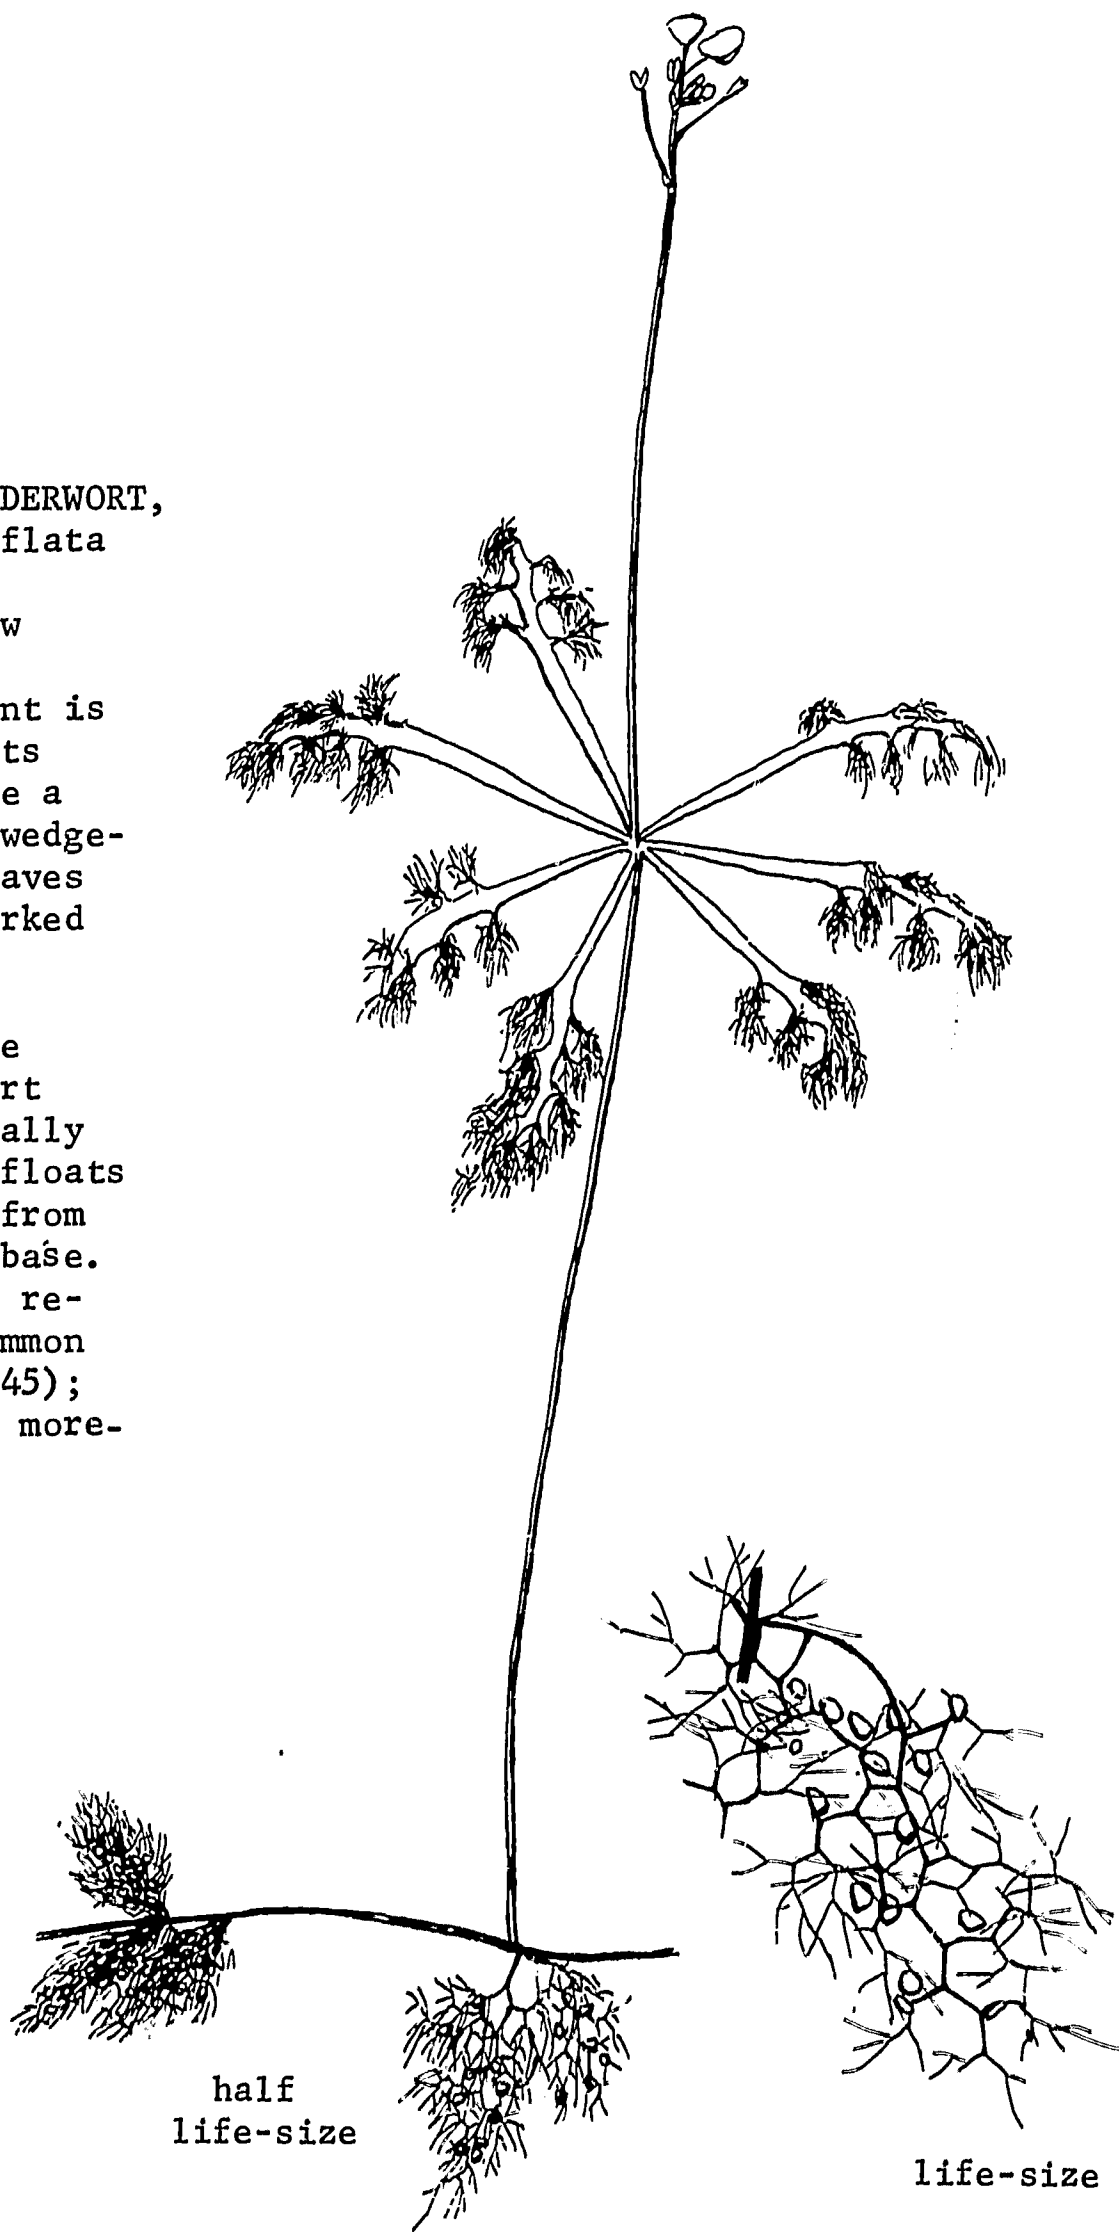 DERWORT,
flata
w
nt is
ts
e a
wedge-
aves
rked
e
rt
ally
floats
from
base.
re-
mmon
45);
more-
half
life-size
life-size